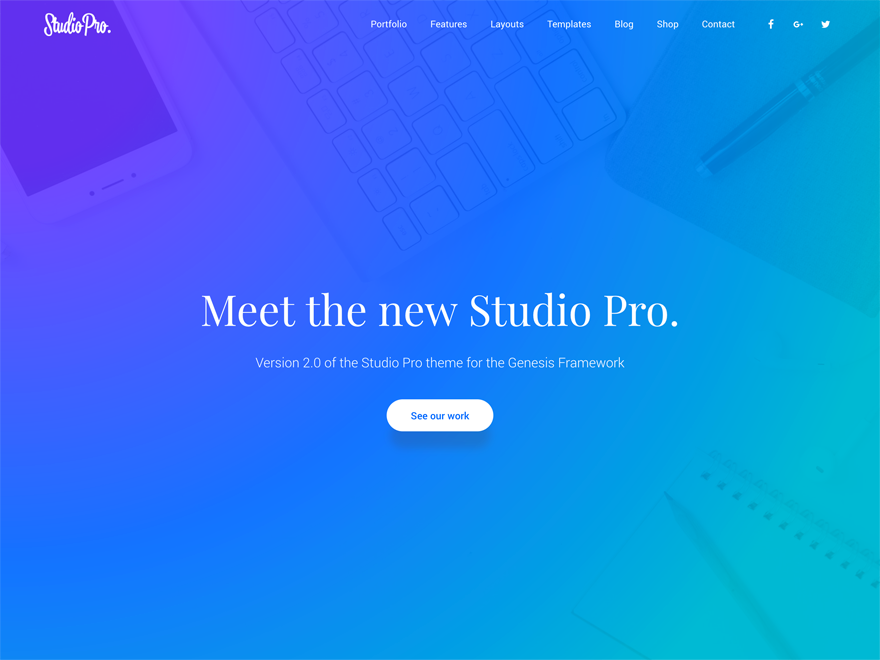 Studio Pro.
Portfolio Features Layouts Templates Blog Shop Contact
Meet the new Studio Pro.
Version 2.0 of the Studio Pro theme for the Genesis Framework
See our work